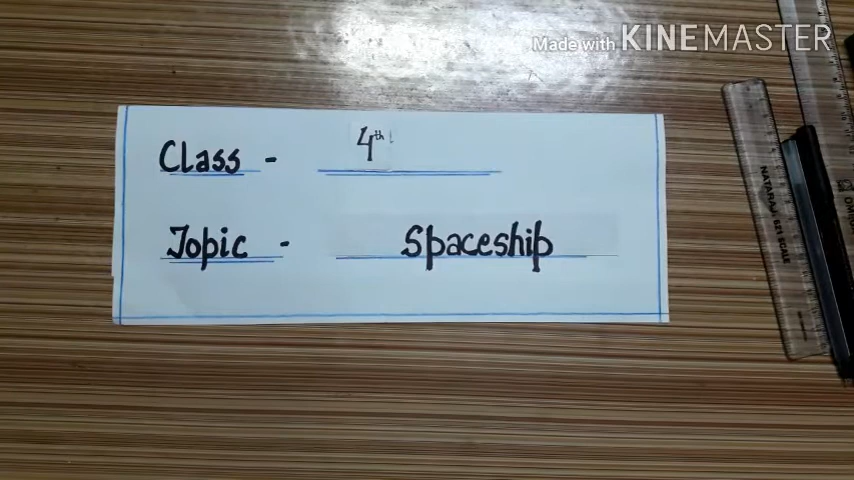 Made with KINEMASTER
Class - 4th
Topic - Spaceship
NATARAJ 621 SCALE